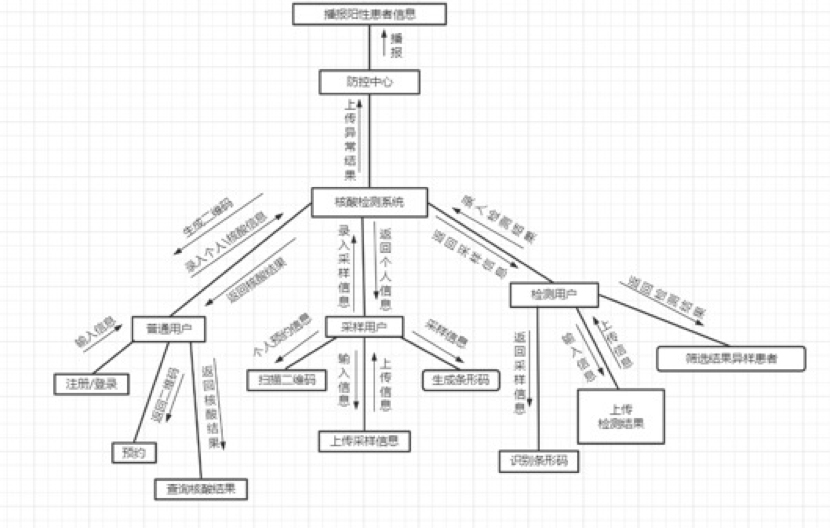 播报阳性患者信息
播报
防控中心
上传异常结果
核酸检测系统
生成二维码
录入个人\核酸信息
返回核酸结果
录入采样信息
返回个人信息
录入检测结果
返回采样信息
检测用户
返回检测结果
普通用户
采样用户
输入信息
个人预约信息
采样信息
返回采样信息
输入信息
上传信息
筛选结果异样患者
注册/登录
返回二维码
返回核酸结果
扫描二维码
输入信息
上传信息
生成条形码
上传
检测结果
预约
上传采样信息
识别条形码
查询核酸结果